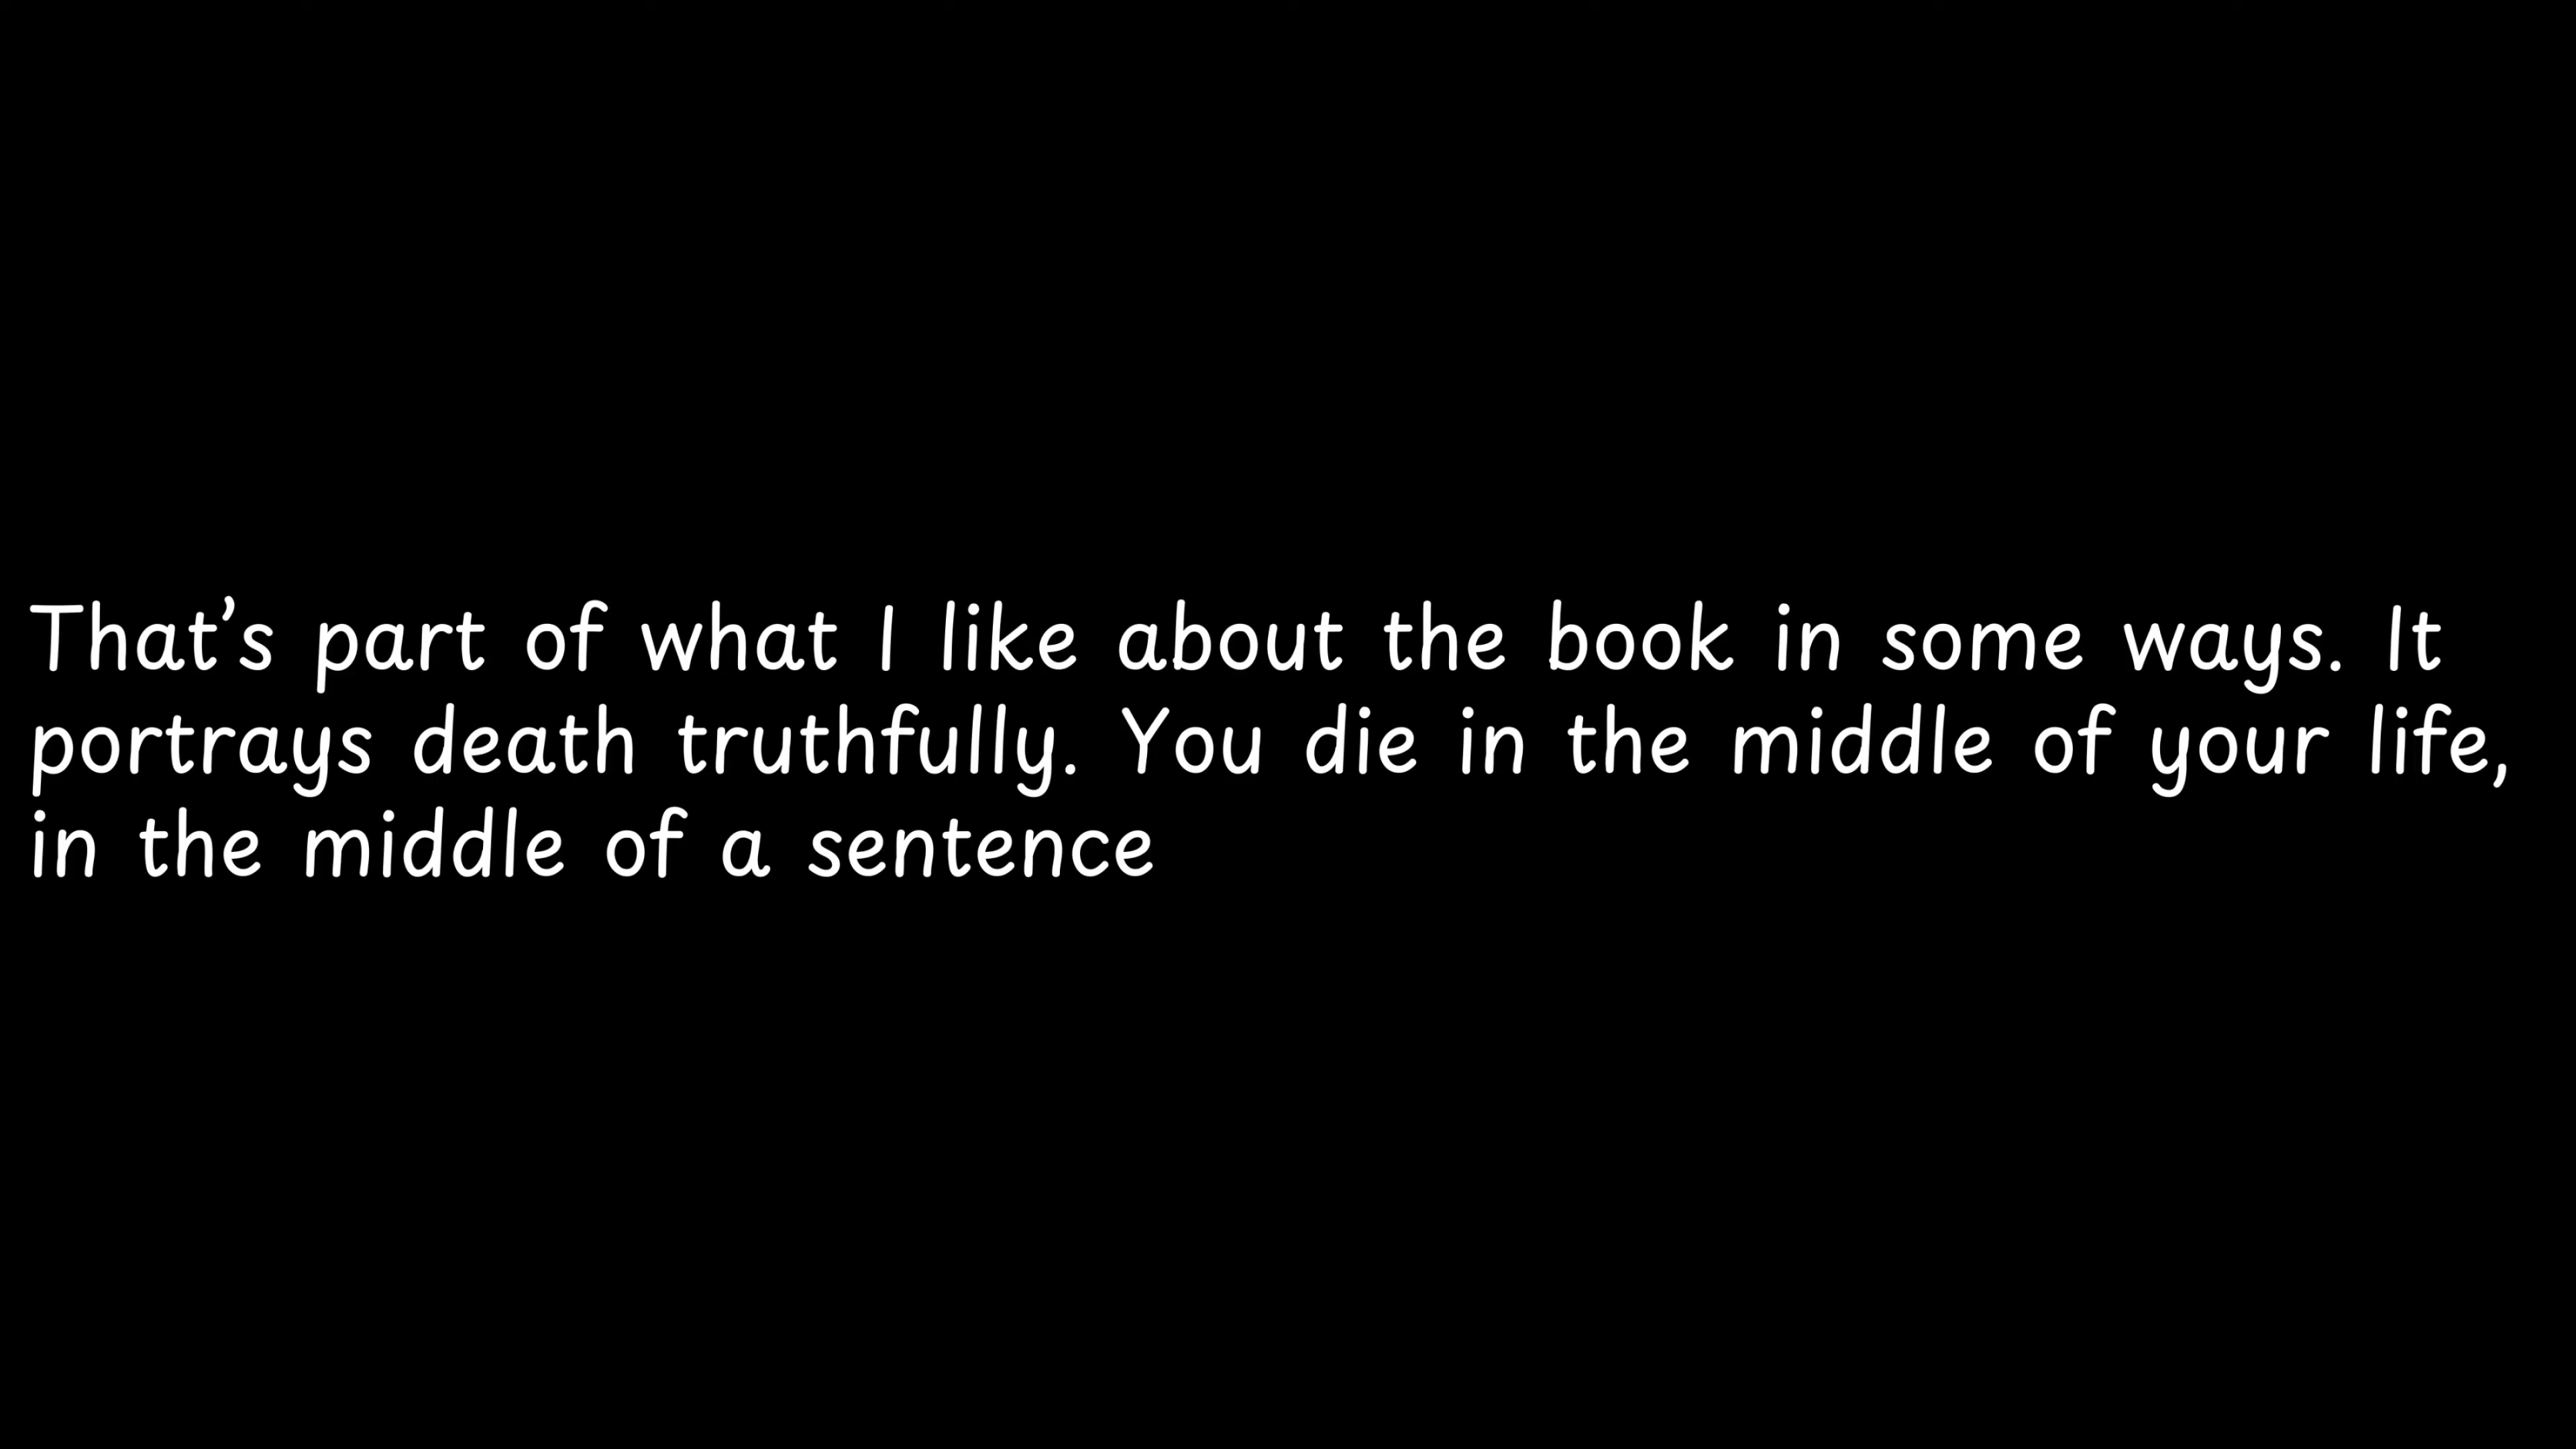 That’s part of what I like about the book in some ways. It
portrays death truthfully. You die in the middle of your life,
in the middle of a sentence